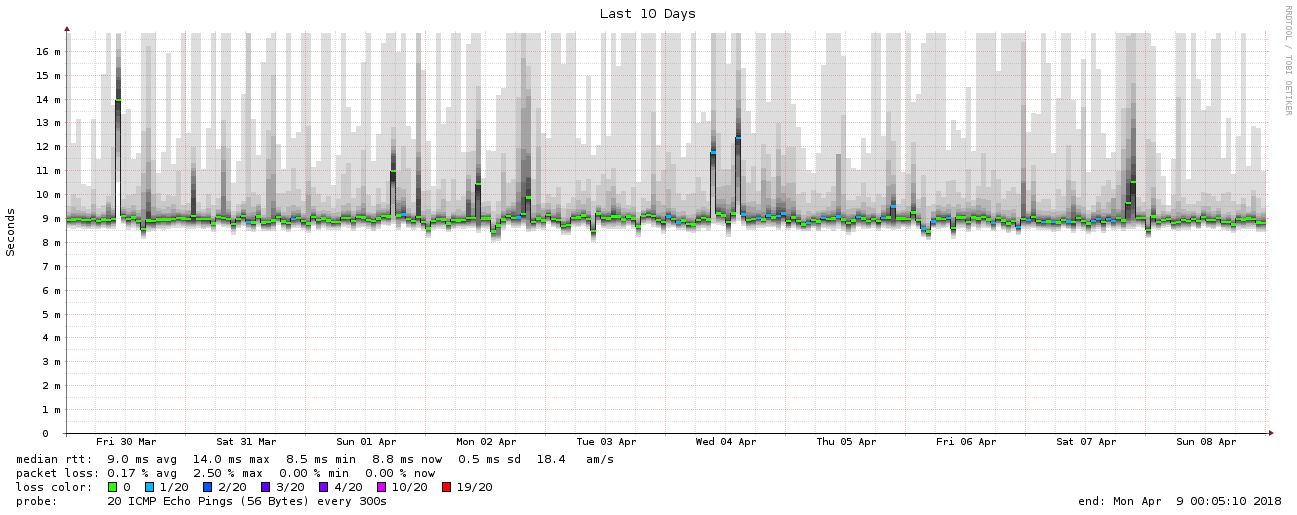 Last 10 Days
RRDTOOL / TOBI OETIKER
Seconds
16 m
15 m
14 m
13 m
12 m
11 m
10 m
9 m
8 m
7 m
6 m
5 m
4 m
3 m
2 m
1 m
0
Fri 30 Mar Sat 31 Mar Sun 01 Apr Mon 02 Apr Tue 03 Apr Wed 04 Apr Thu 05 Apr Fri 06 Apr Sat 07 Apr Sun 08 Apr
median rtt: 9.0 ms avg 14.0 ms max 8.5 ms min 8.8 ms now 0.5 ms sd 18.4 am/s
packet loss: 0.17 % avg 2.50 % max 0.00 % min 0.00 % now
loss color: 0 1/20 2/20 3/20 4/20 10/20 19/20
probe: 20 ICMP Echo Pings (56 Bytes) every 300s end: Mon Apr 9 00:05:10 2018